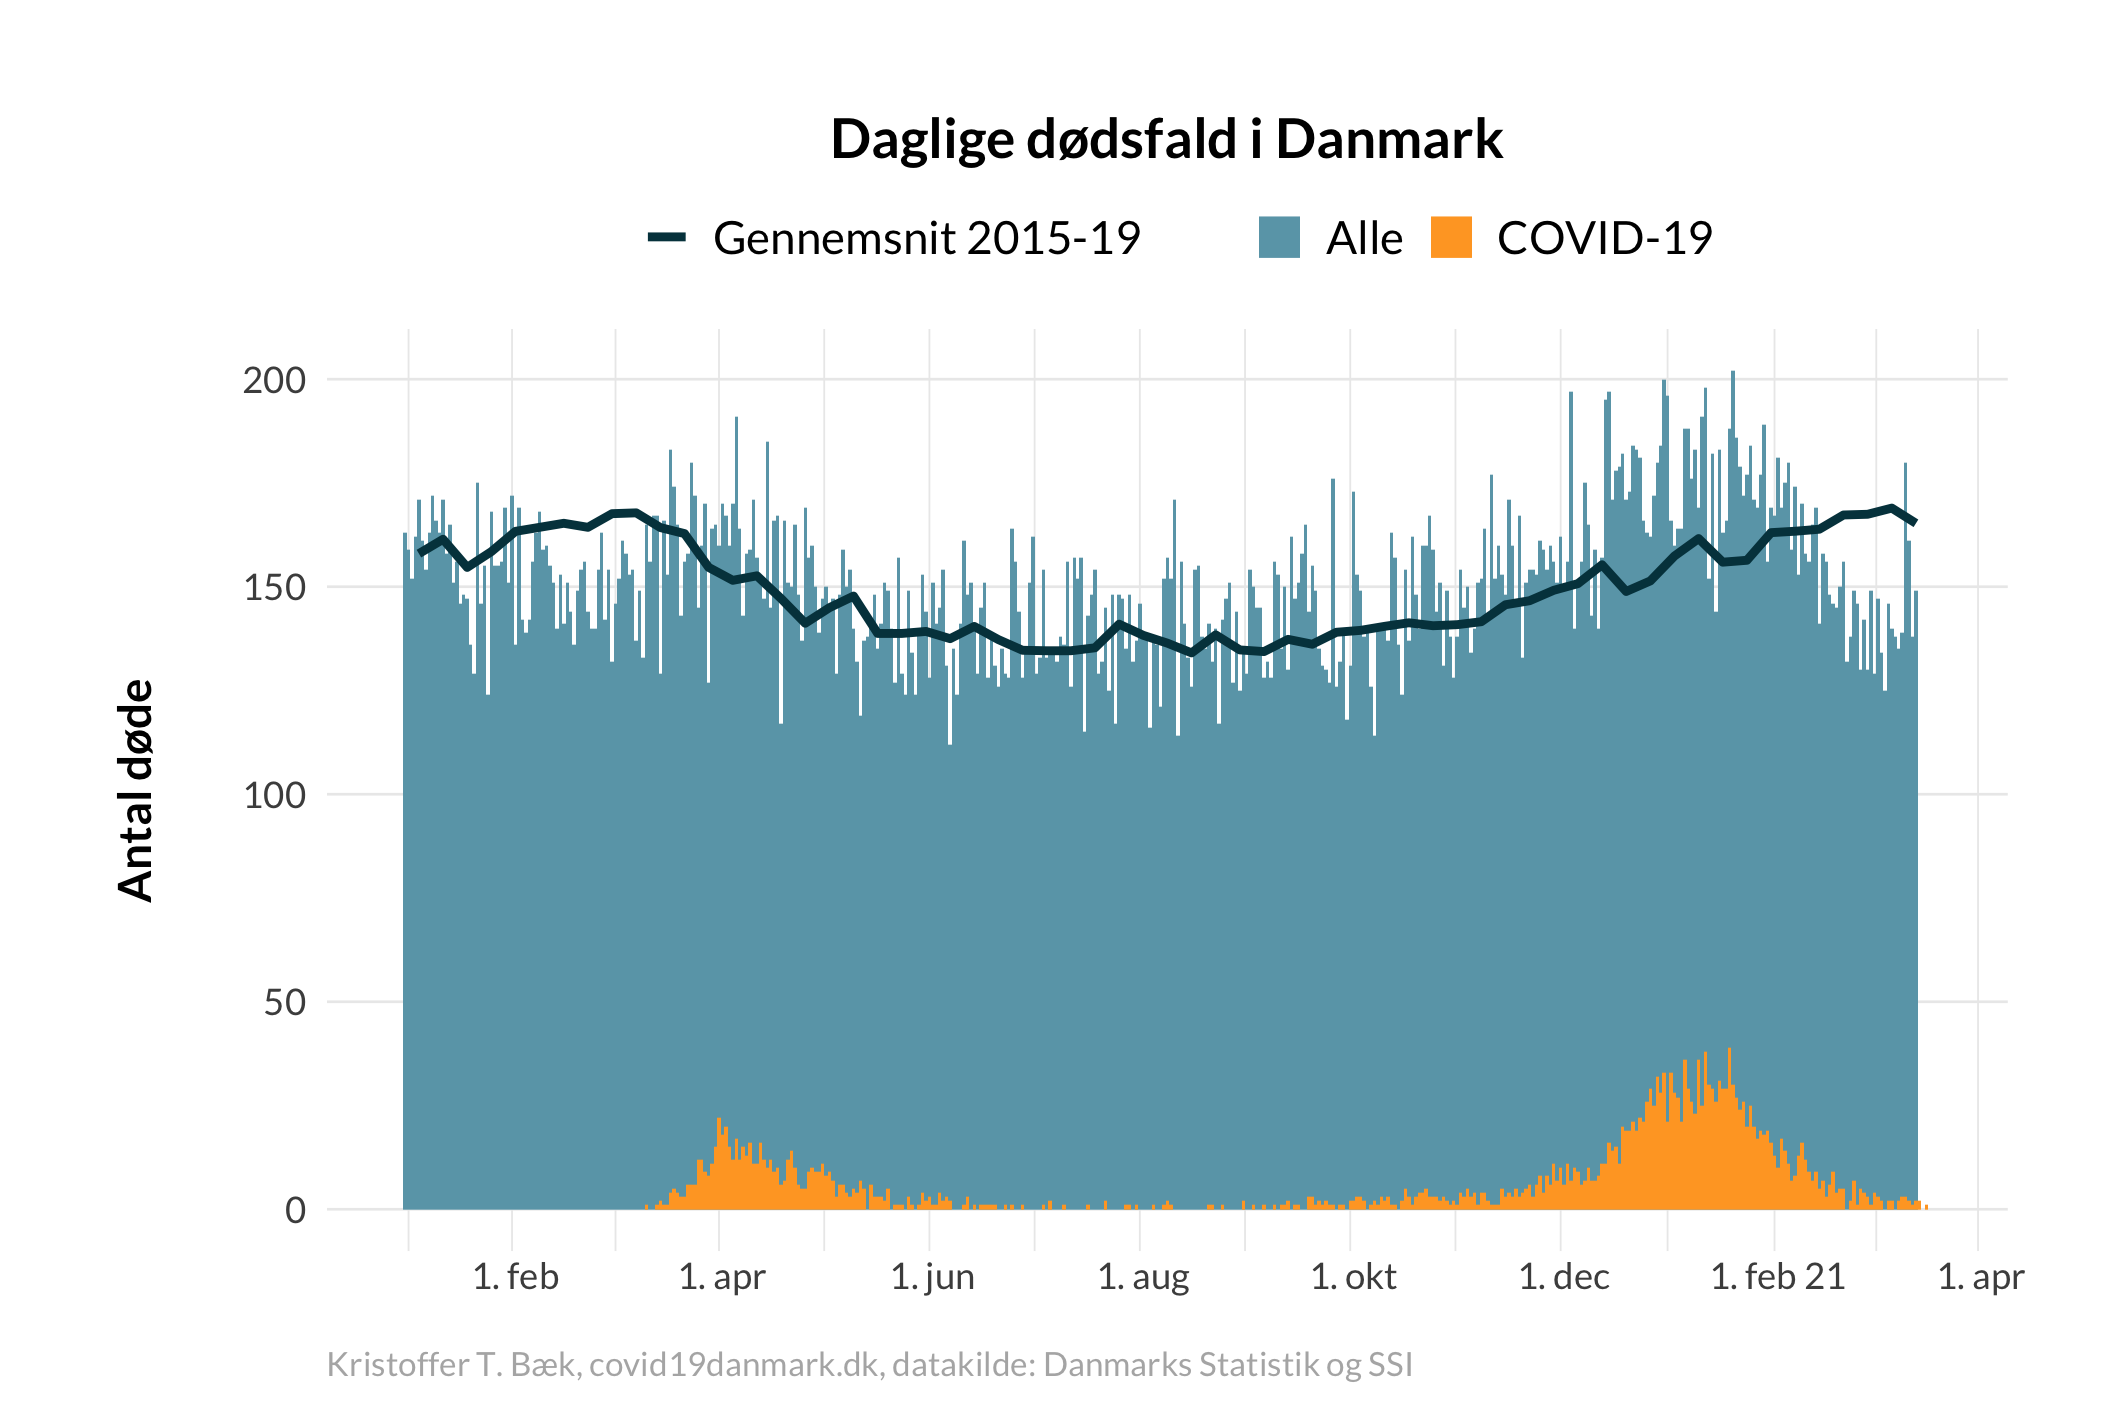 Daglige dødsfald i Danmark
Gennemsnit 2015-19 Alle COVID-19
Antal døde
200
150
100
50
0
1. feb 1. apr 1. jun 1. aug 1. okt 1. dec 1. feb 21 1. apr
Kristoffer T. Bæk, covid19danmark.dk, datakilde: Danmarks Statistik og SSI